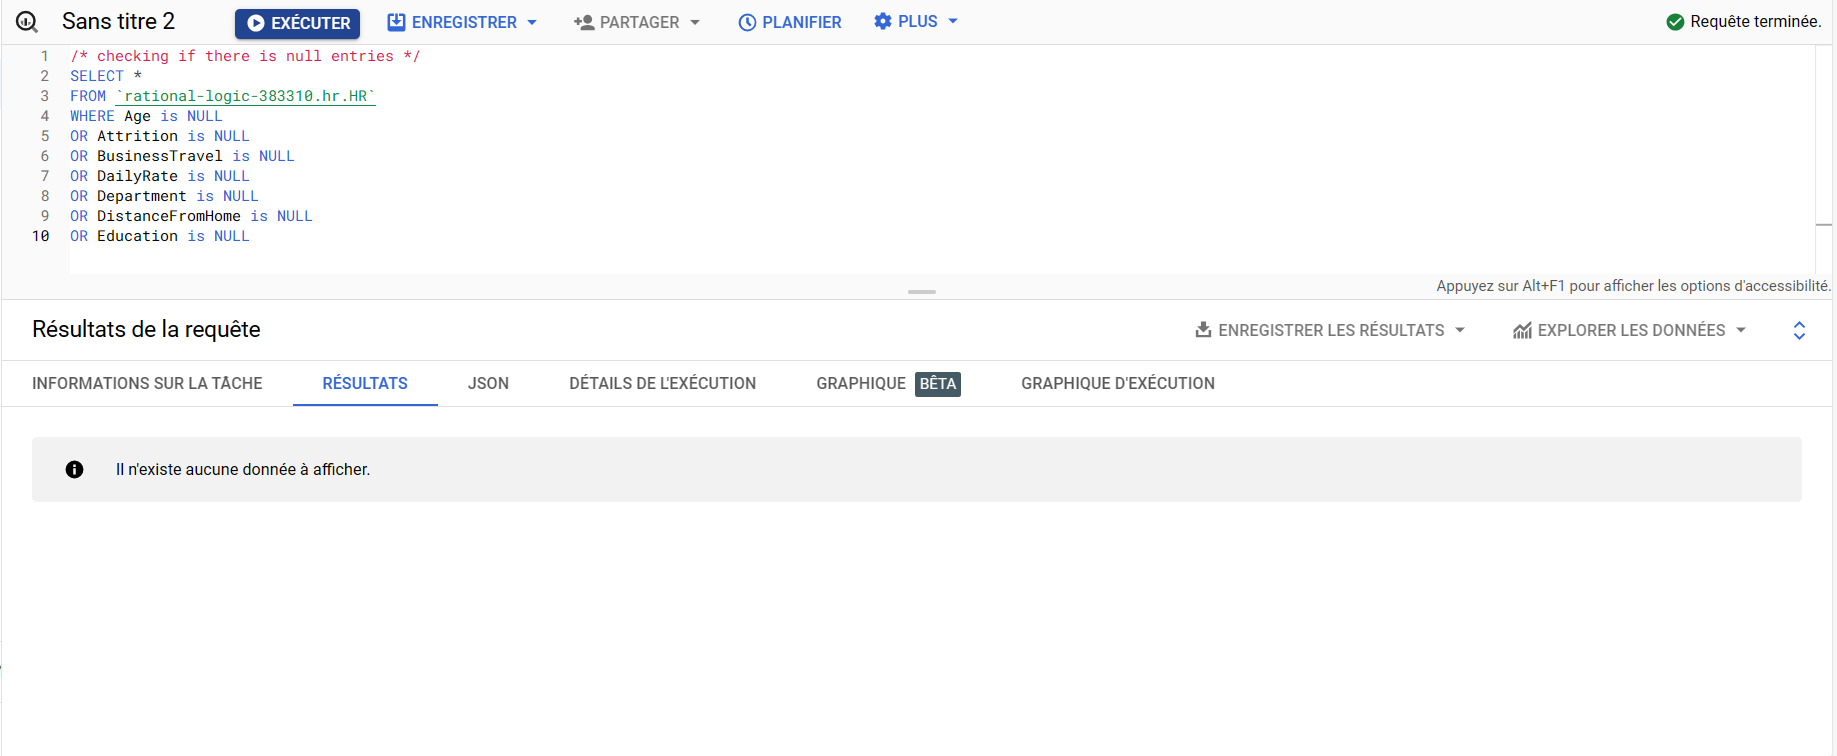 Sans titre 2 EXÉCUTER ENREGISTRER PARTAGER PLANIFIER PLUS Requête terminée.
1 /* checking if there is null entries */
2 SELECT *
3 FROM `rational-logic-383310.hr.HR`
4 WHERE Age is NULL
5 OR Attrition is NULL
6 OR BusinessTravel is NULL
7 OR DailyRate is NULL
8 OR Department is NULL
9 OR DistanceFromHome is NULL
10 OR Education is NULL
Appuyez sur Alt+F1 pour afficher les options d'accessibilité.
Résultats de la requête ENREGISTRER LES RÉSULTATS EXPLORER LES DONNÉES
INFORMATIONS SUR LA TÂCHE RÉSULTATS JSON DÉTAILS DE L'EXÉCUTION GRAPHIQUE BÊTA GRAPHIQUE D'EXÉCUTION
Il n'existe aucune donnée à afficher.